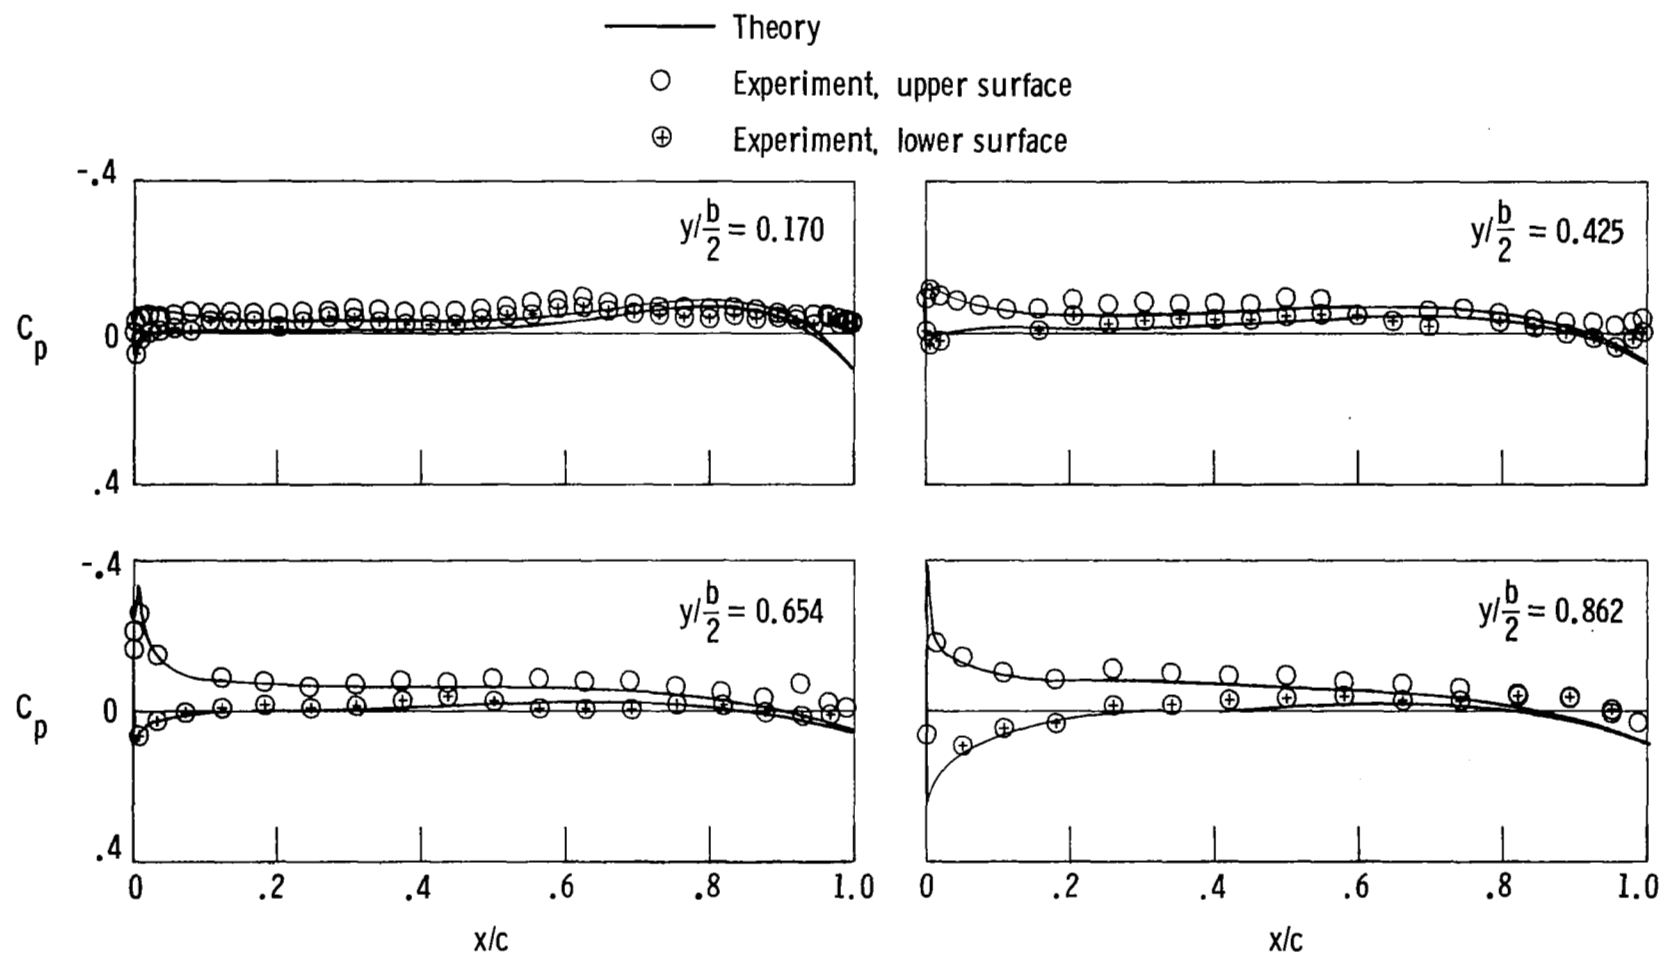 Theory
Experiment, upper surface
Experiment, lower surface
-.4
y/b/2 = 0.170
y/b/2 = 0.425
Cp
0
.4
-.4
y/b/2 = 0.654
y/b/2 = 0.862
Cp
0
.4
0 .2 .4 .6 .8 1.0 0 .2 .4 .6 .8 1.0
x/c x/c